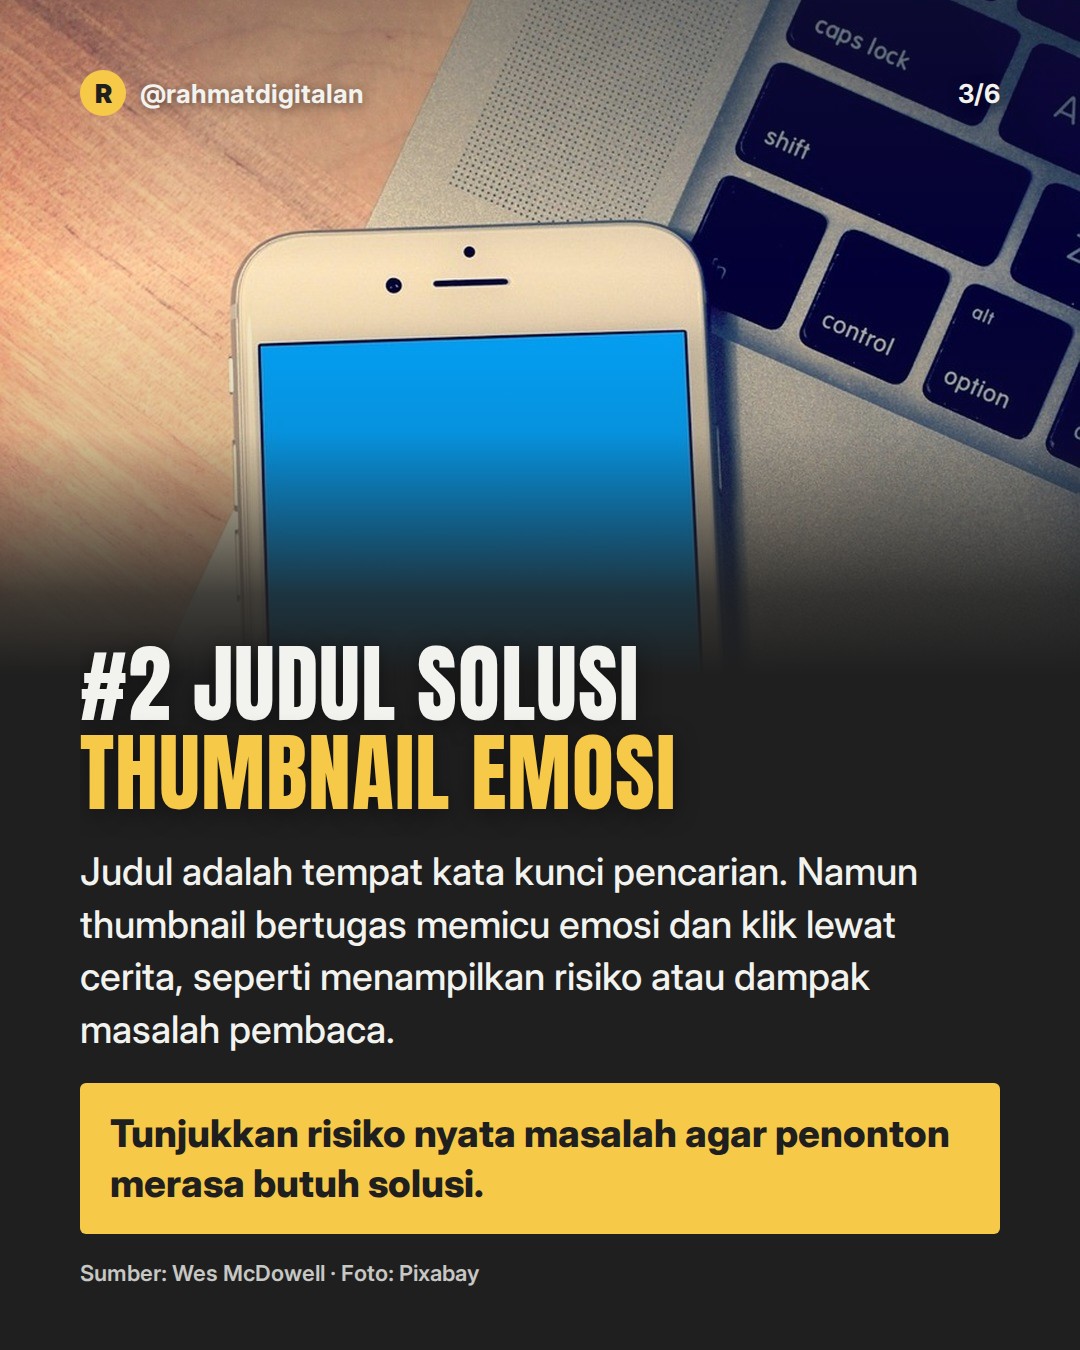 R @rahmatdigitalan
3/6
caps lock
A
shift
Z
control
alt
option
#2 JUDUL SOLUSI
THUMBNAIL EMOSI
Judul adalah tempat kata kunci pencarian. Namun
thumbnail bertugas memicu emosi dan klik lewat
cerita, seperti menampilkan risiko atau dampak
masalah pembaca.
Tunjukkan risiko nyata masalah agar penonton
merasa butuh solusi.
Sumber: Wes McDowell · Foto: Pixabay